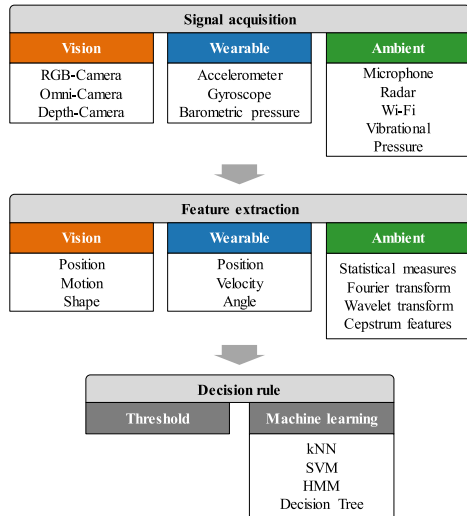 Signal acquisition
Vision
RGB-Camera
Omni-Camera
Depth-Camera
Wearable
Accelerometer
Gyroscope
Barometric pressure
Ambient
Microphone
Radar
Wi-Fi
Vibrational
Pressure
Feature extraction
Vision
Position
Motion
Shape
Wearable
Position
Velocity
Angle
Ambient
Statistical measures
Fourier transform
Wavelet transform
Cepstrum features
Decision rule
Threshold
Machine learning
kNN
SVM
HMM
Decision Tree